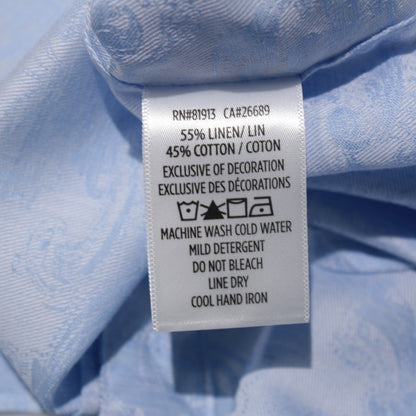 RN#81913 CA#26689
55% LINEN/ LIN
45% COTTON / COTON
EXCLUSIVE OF DECORATION
EXCLUSIVE DES DÉCORATIONS
MACHINE WASH COLD WATER
MILD DETERGENT
DO NOT BLEACH
LINE DRY
COOL HAND IRON